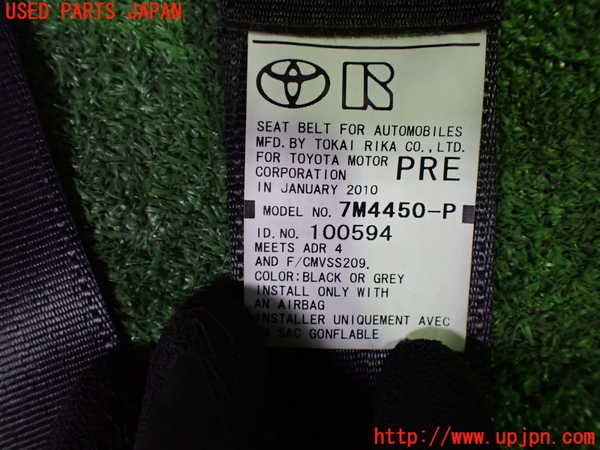 USED PARTS JAPAN
SEAT BELT FOR AUTOMOBILES
MFD. BY TOKAI RIKA CO., LTD.
FOR TOYOTA MOTOR
CORPORATION PRE
IN JANUARY 2010
MODEL NO. 7M4450-P
ID. NO. 100594
MEETS ADR 4
AND F/CMVSS209.
COLOR:BLACK OR GREY
INSTALL ONLY WITH
AN AIRBAG
INSTALLER UNIQUEMENT AVEC
SAC GONFLABLE
http://www.upjpn.com/